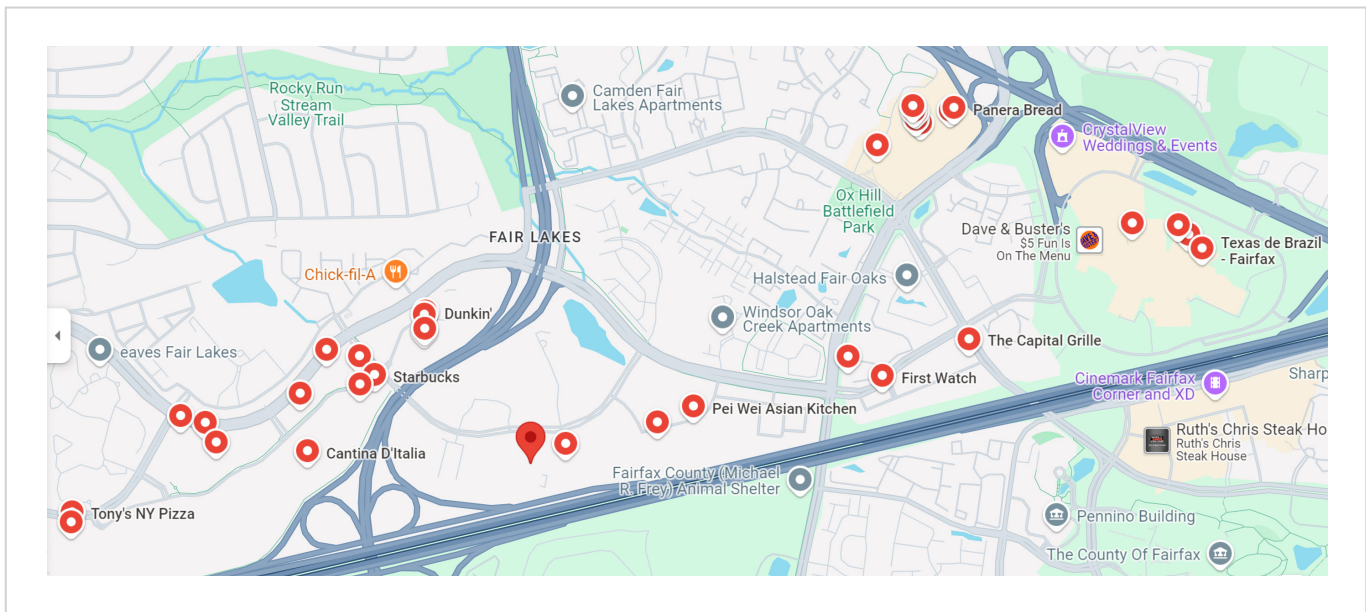 Rocky Run
Stream
Valley Trail
Camden Fair
Lakes Apartments
Panera Bread
CrystalView
Weddings & Events
Ox Hill
Battlefield
Park
Dave & Buster's
$5 Fun Is
On The Menu
Texas de Brazil
- Fairfax
FAIR LAKES
Chick-fil-A
Halstead Fair Oaks
Dunkin'
Windsor Oak
Creek Apartments
The Capital Grille
eaves Fair Lakes
Starbucks
First Watch
Cinemark Fairfax
Corner and XD
Sharp
Pei Wei Asian Kitchen
Ruth's Chris Steak Ho
Ruth's Chris
Steak House
Cantina D'Italia
Fairfax County (Michael
R. Frey) Animal Shelter
Tony's NY Pizza
Pennino Building
The County Of Fairfax